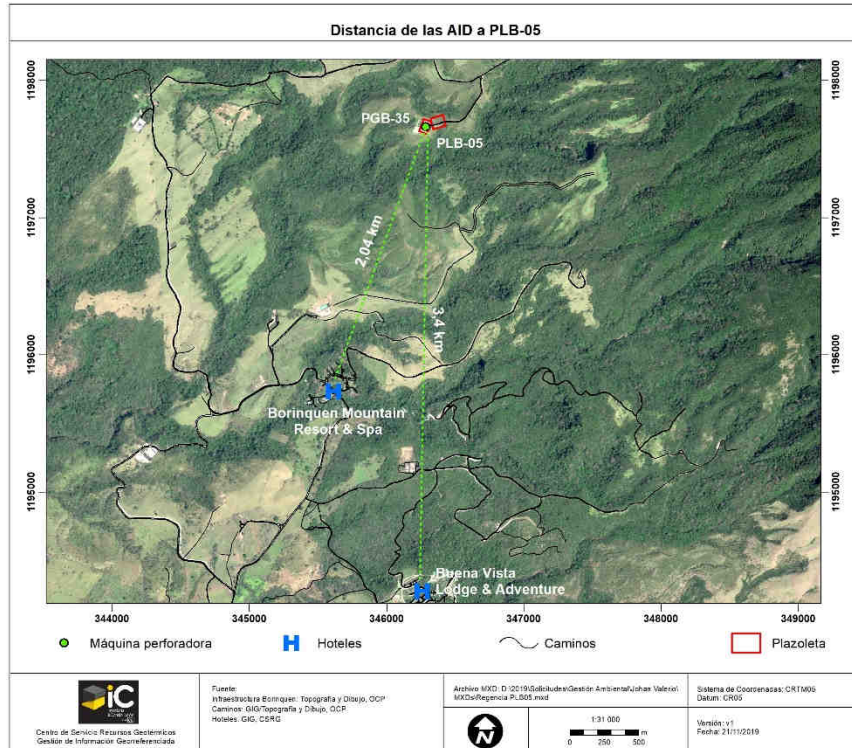 Distancia de las AID a PLB-05
344000 345000 346000 347000 348000 349000
1198000
1197000
1196000
1195000
1198000
1197000
1196000
1195000
PGB-35
PLB-05
2,04 km
3,4 km
Borinquen Mountain
Resort & Spa
Buena Vista
Lodge & Adventure
Máquina perforadora
Hoteles
Caminos
Plazoleta
Centro de Servicio Recursos Geotérmicos
Gestión de Información Georreferenciada
Fuente:
Infraestructura Borinquen: Topografía y Dibujo, OCP
Caminos: GIG/Topografía y Dibujo, OCP
Hoteles: GIG, CSRG
Archivo MXD: D:\2019\Solicitudes\Gestión Ambiental\Johan Valerio\
MXDs\Regencia PLB05.mxd
N
1:31 000
0 250 500 m
Sistema de Coordenadas: CRTM05
Datum: CR05
Versión: v1
Fecha: 21/11/2019